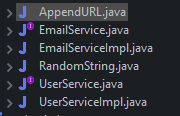 AppendURL.java
EmailService.java
EmailServiceImpl.java
RandomString.java
UserService.java
UserServiceImpl.java